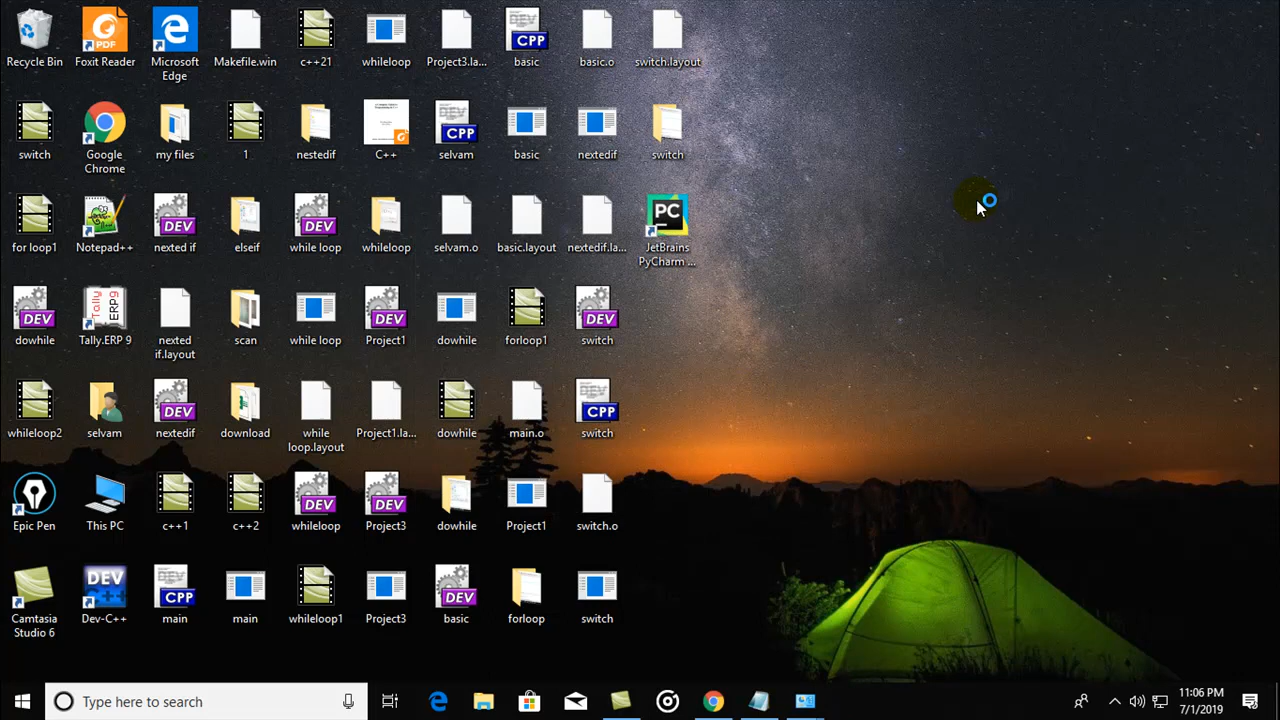 Recycle Bin
Foxit Reader
Microsoft Edge
Makefile.win
c++21
whileloop
Project3.la...
basic
basic.o
switch.layout
switch
Google Chrome
my files
1
nestedif
C++
selvam
basic
nextedif
switch
for loop1
Notepad++
nexted if
elseif
while loop
whileloop
selvam.o
basic.layout
nextedif.la...
JetBrains PyCharm ...
dowhile
Tally.ERP 9
nexted if.layout
scan
while loop
Project1
dowhile
forloop1
switch
whileloop2
selvam
nextedif
download
while loop.layout
Project1.la...
dowhile
main.o
switch
Epic Pen
This PC
c++1
c++2
whileloop
Project3
dowhile
Project1
switch.o
Camtasia Studio 6
Dev-C++
main
main
whileloop1
Project3
basic
forloop
switch
Type here to search
11:06 PM
7/1/2019